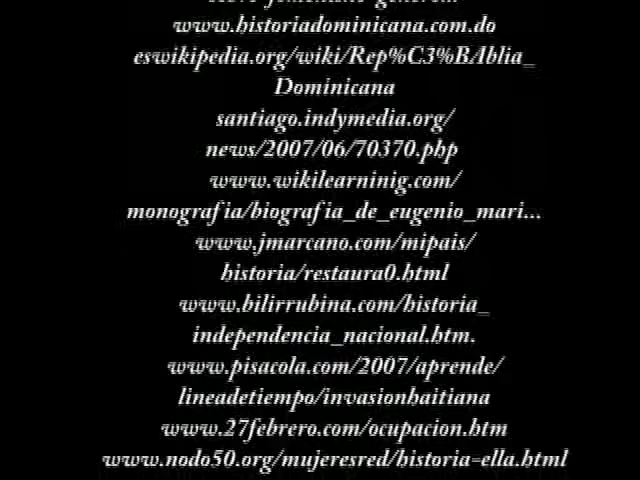 www.historiadominicana.com.do
eswikipedia.org/wiki/Rep%C3%BAblia_
Dominicana
santiago.indymedia.org/
news/2007/06/70370.php
www.wikilearninig.com/
monografia/biografia_de_eugenio_mari...
www.jmarcano.com/mipais/
historia/restaura0.html
www.bilirrubina.com/historia_
independencia_nacional.htm.
www.pisacola.com/2007/aprende/
lineadetiempo/invasionhaitiana
www.27febrero.com/ocupacion.htm
www.nodo50.org/mujeresred/historia=ella.html